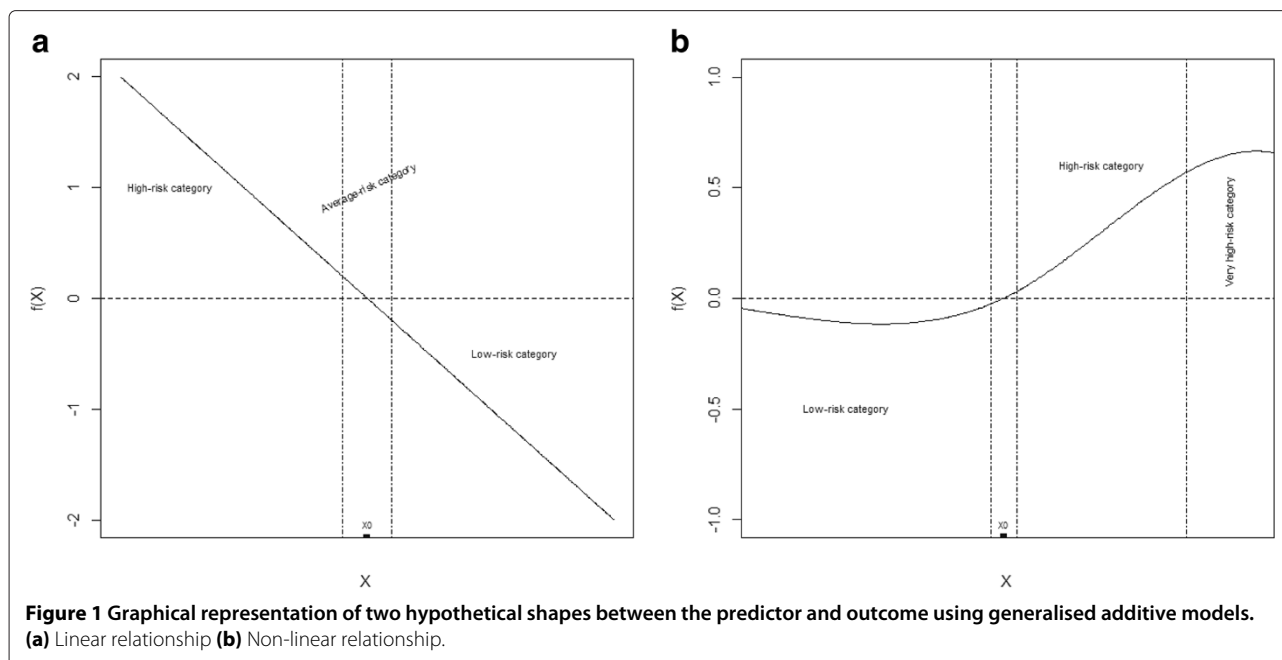 a
2
1
0
-1
-2
f(X)
High-risk category
Average-risk category
Low-risk category
X0
X
b
1.0
0.5
0.0
-0.5
-1.0
f(X)
High-risk category
Very high-risk category
Low-risk category
X0
X
Figure 1 Graphical representation of two hypothetical shapes between the predictor and outcome using generalised additive models.
(a) Linear relationship (b) Non-linear relationship.